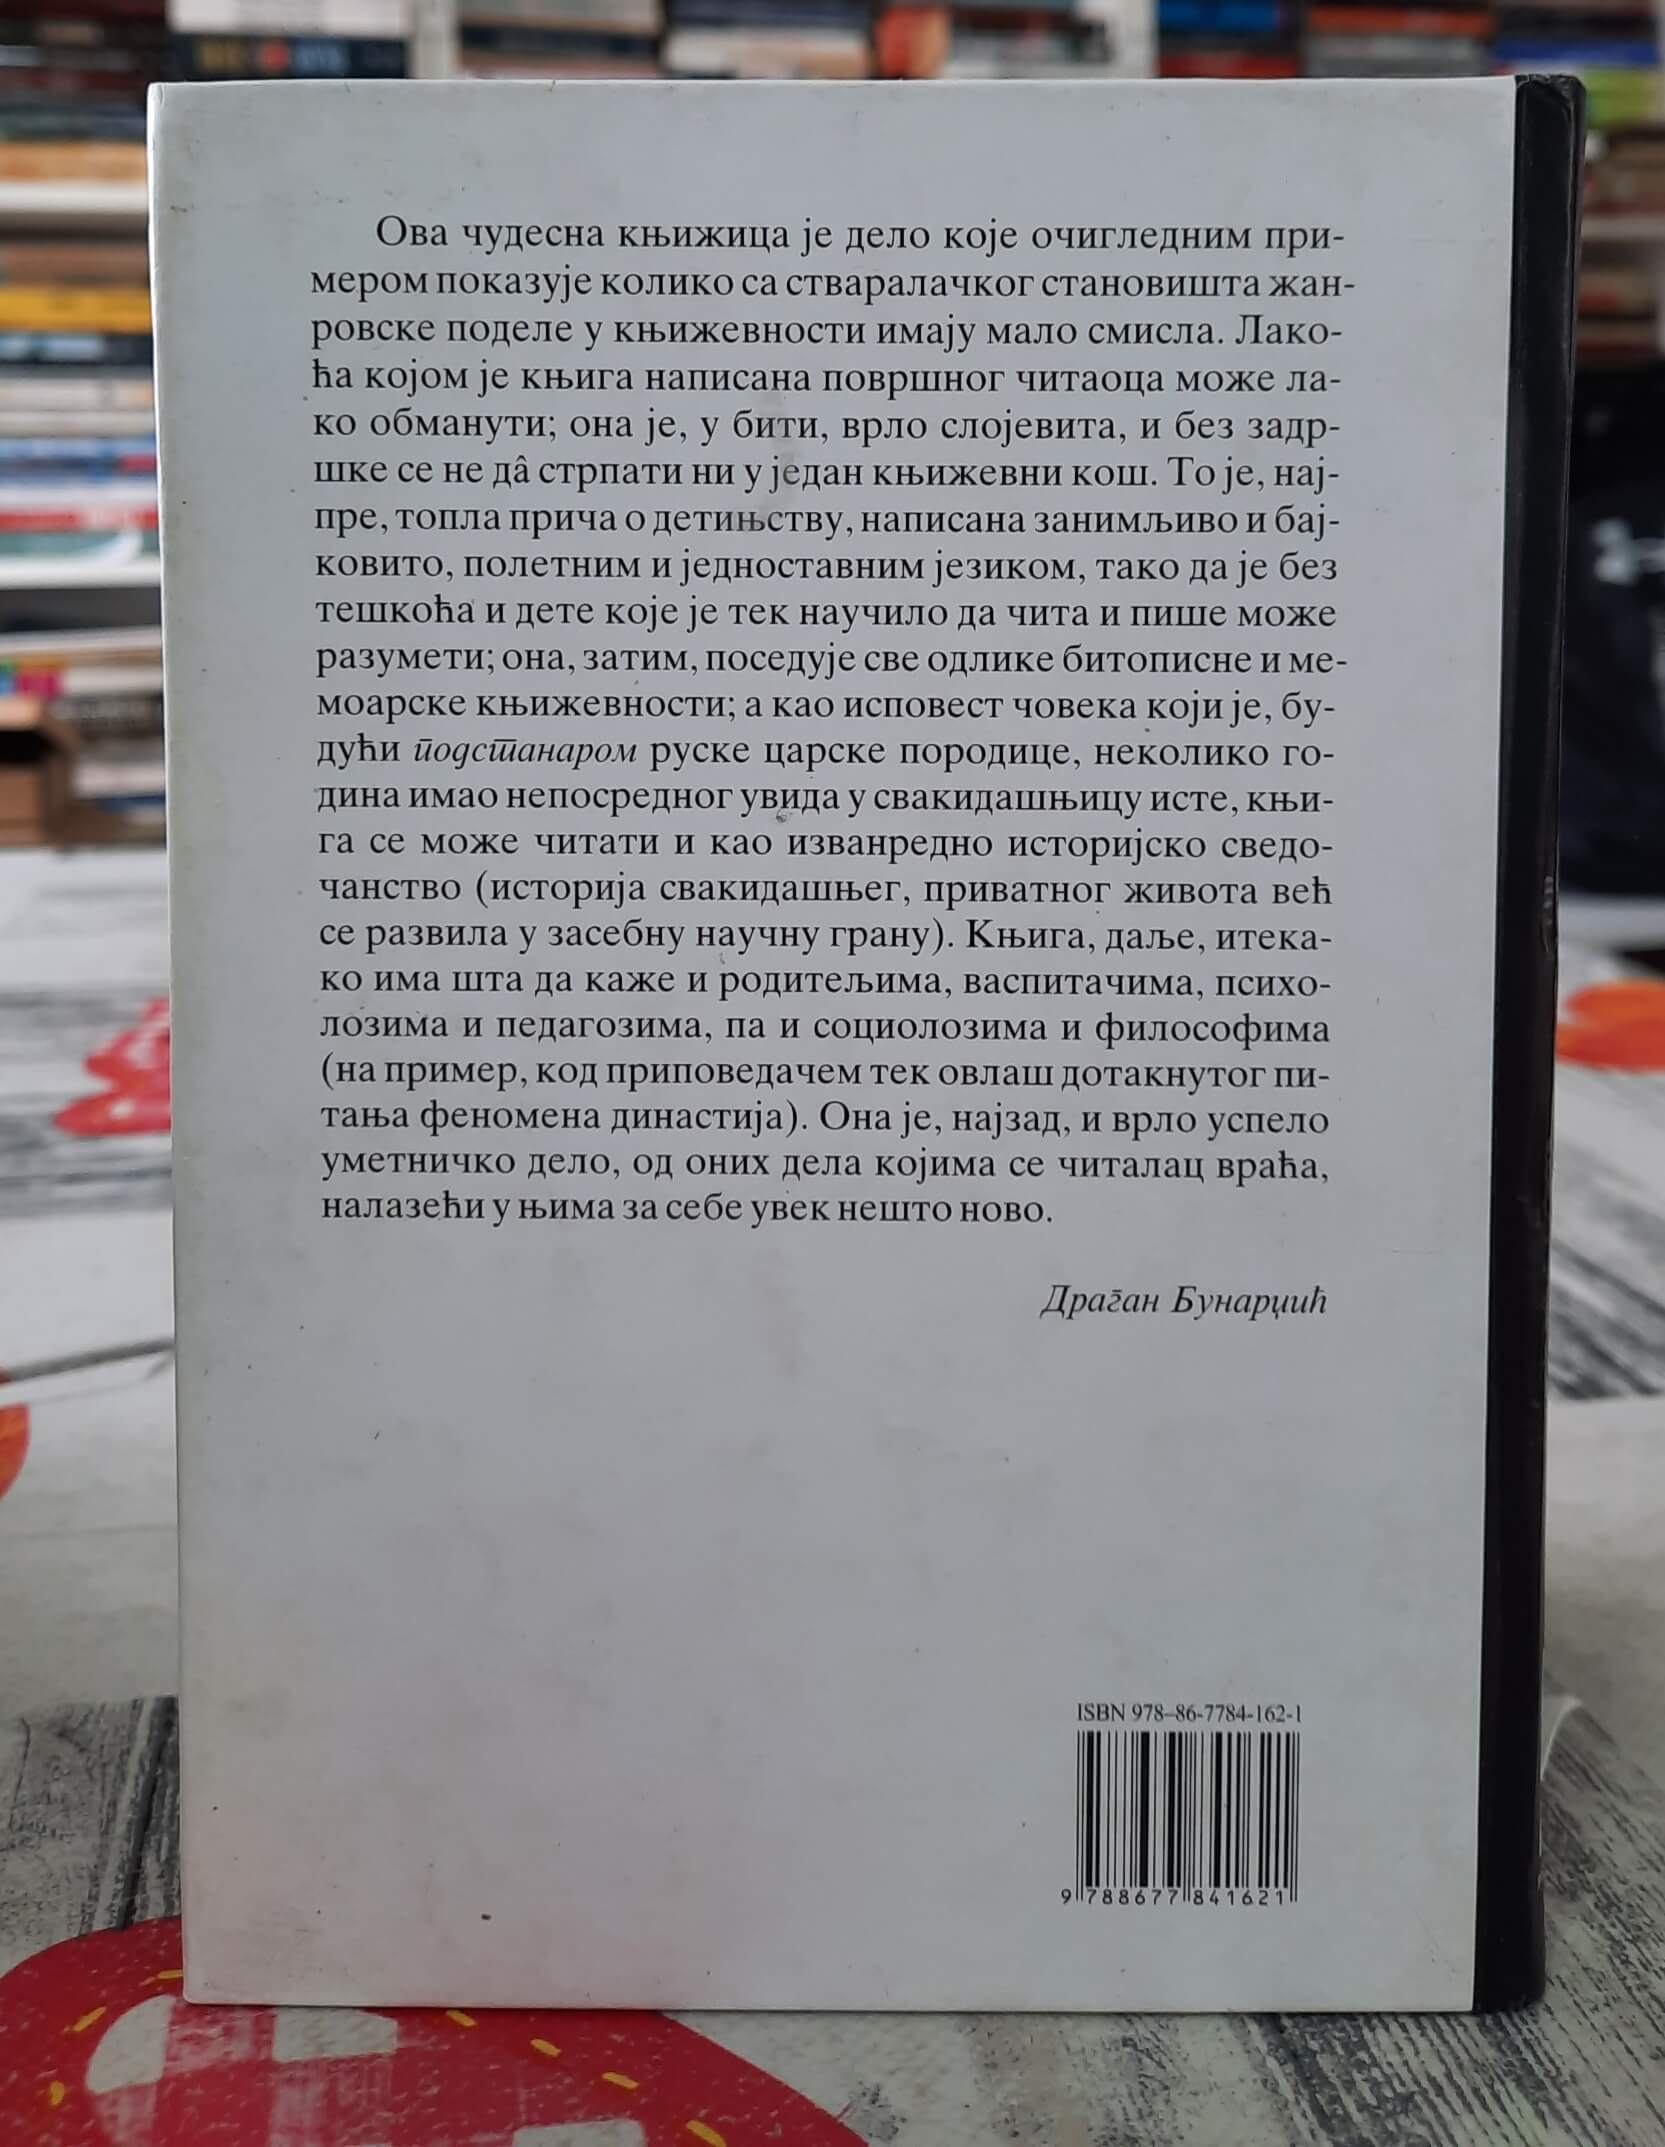 Ова чудесна књижица је дело које очигледним при-
мером показује колико са стваралачког становишта жан-
ровске поделе у књижевности имају мало смисла. Лако-
ћа којом је књига написана површног читаоца може ла-
ко обманути; она је, у бити, врло слојевита, и без задр-
шке се не дâ стрпати ни у један књижевни кош. То је, нај-
пре, топла прича о детињству, написана занимљиво и бај-
ковито, полетним и једноставним језиком, тако да је без
тешкоћа и дете које је тек научило да чита и пише може
разумети; она, затим, поседује све одлике битописне и ме-
моарске књижевности; а као исповест човека који је, бу-
дући подстанаром руске царске породице, неколико го-
дина имао непосредног увида у свакидашњицу исте, књи-
га се може читати и као изванредно историјско сведо-
чанство (историја свакидашњег, приватног живота већ
се развила у засебну научну грану). Књига, даље, итека-
ко има шта да каже и родитељима, васпитачима, психо-
лозима и педагозима, па и социолозима и философима
(на пример, код приповедачем тек овлаш дотакнутог пи-
тања феномена династија). Она је, најзад, и врло успело
уметничко дело, од оних дела којима се читалац враћа,
налазећи у њима за себе увек нешто ново.
Драган Бунарџић
ISBN 978–86-7784-162-1
9 788677 841621